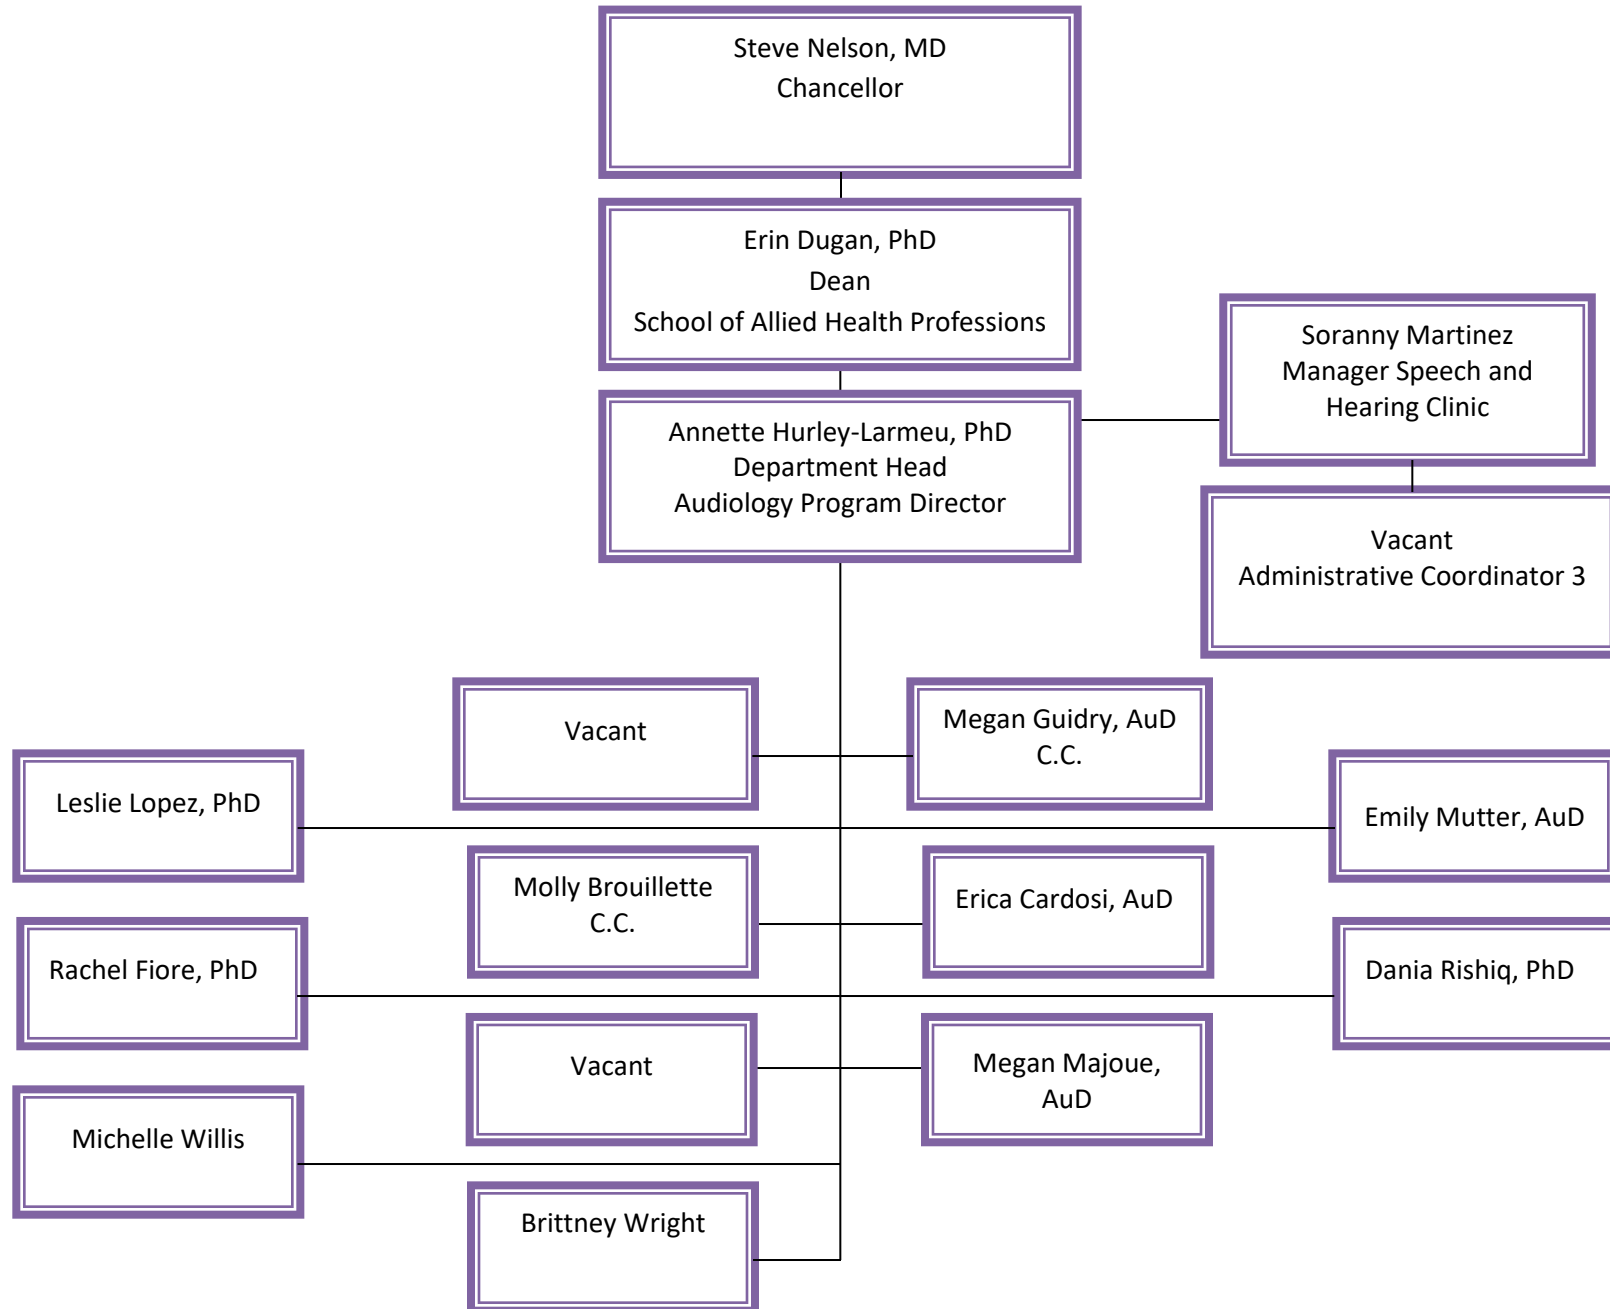 Steve Nelson, MD
Chancellor
Erin Dugan, PhD
Dean
School of Allied Health Professions
Soranny Martinez
Manager Speech and
Hearing Clinic
Annette Hurley-Larmeu, PhD
Department Head
Audiology Program Director
Vacant
Administrative Coordinator 3
Vacant
Megan Guidry, AuD
C.C.
Leslie Lopez, PhD
Emily Mutter, AuD
Molly Brouillette
C.C.
Erica Cardosi, AuD
Rachel Fiore, PhD
Dania Rishiq, PhD
Vacant
Megan Majoue,
AuD
Michelle Willis
Brittney Wright